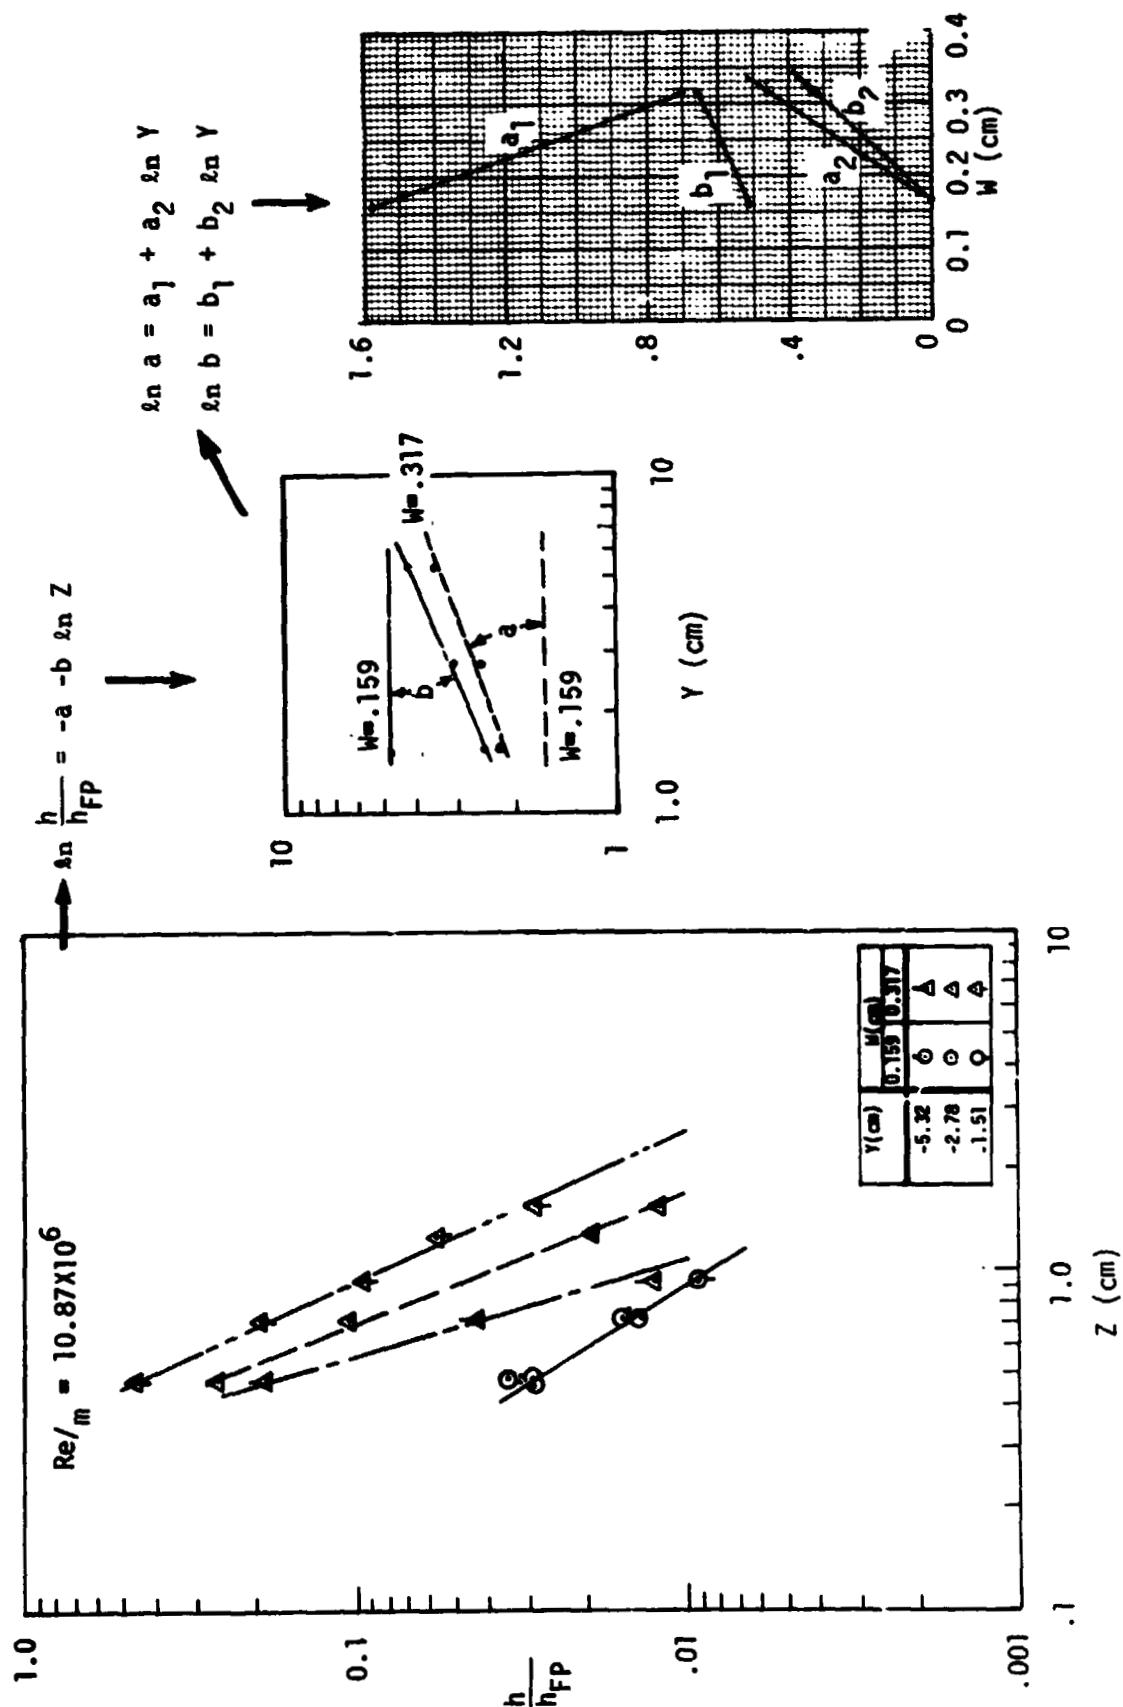 Re/m = 10.87X10⁶
1.0
0.1
.01
.001
h
hFP
.1
1.0
10
Z (cm)
Y(cm)
W(cm)
0.159 0.317
-5.32
-2.78
-1.51
ℓn h/hFP = -a -b ℓn Z
10
1
1.0
10
Y (cm)
W=.159
b
W=.317
a
W=.159
ℓn a = a1 + a2 ℓn Y
ℓn b = b1 + b2 ℓn Y
1.6
1.2
.8
.4
0
a1
b1
a2
b2
0 0.1 0.2 0.3 0.4
W (cm)